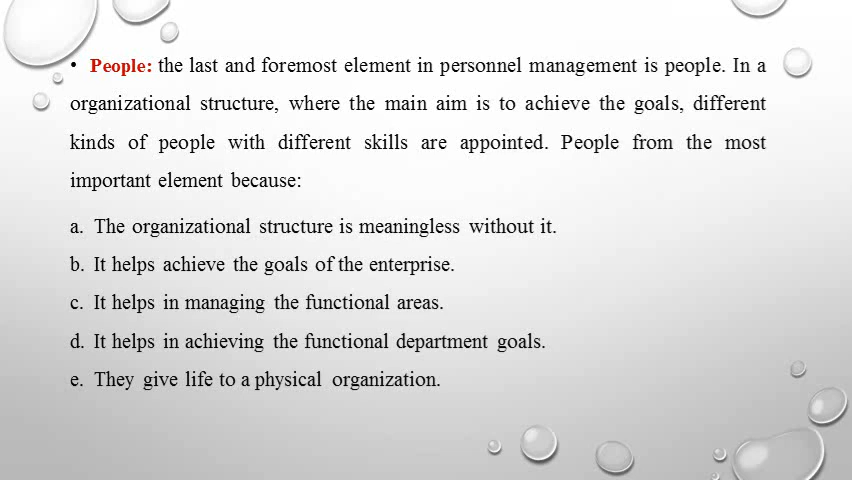 • People: the last and foremost element in personnel management is people. In a
organizational structure, where the main aim is to achieve the goals, different
kinds of people with different skills are appointed. People from the most
important element because:
a. The organizational structure is meaningless without it.
b. It helps achieve the goals of the enterprise.
c. It helps in managing the functional areas.
d. It helps in achieving the functional department goals.
e. They give life to a physical organization.